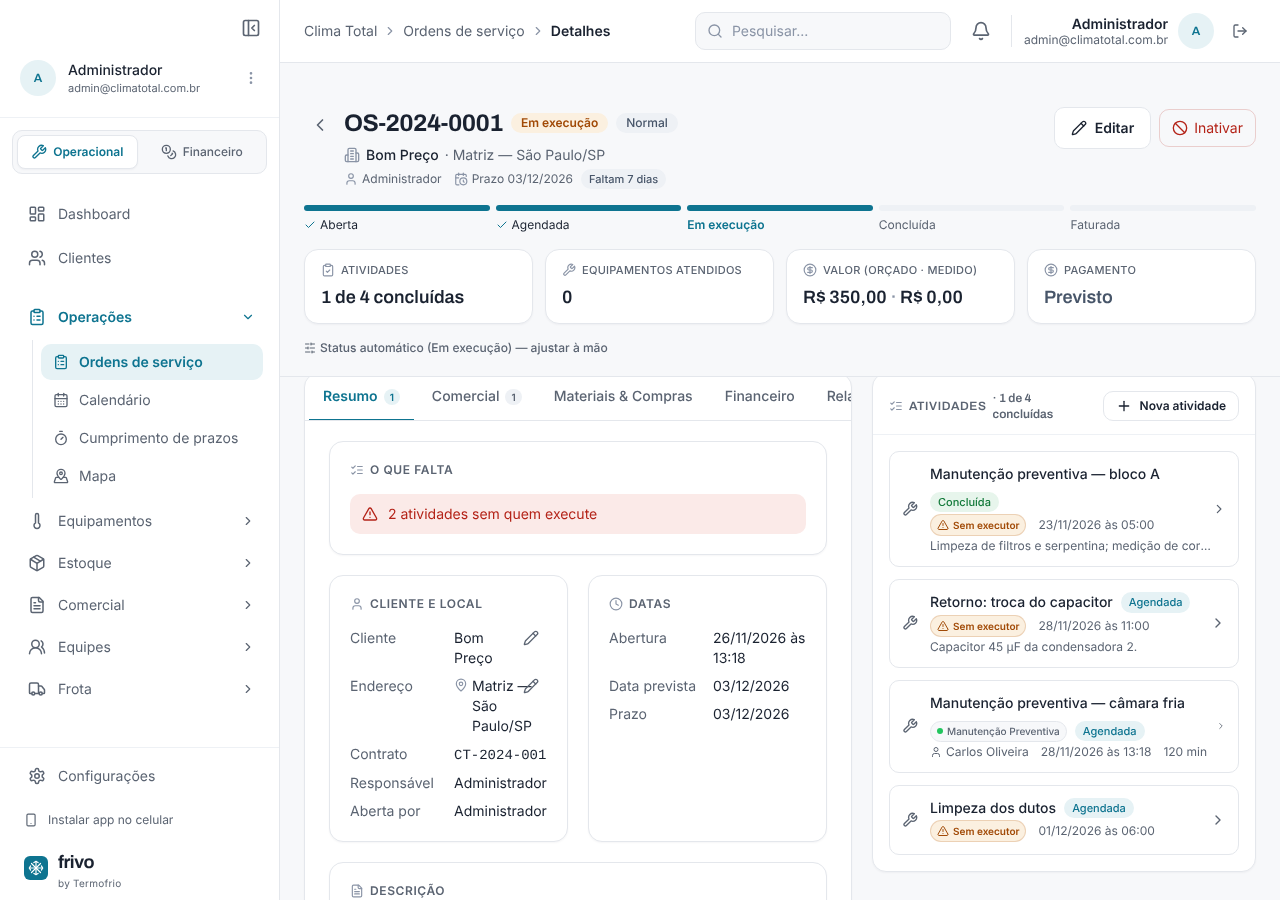 Administrador
admin@climatotal.com.br
A
Operacional
Financeiro
Dashboard
Clientes
Operações
Ordens de serviço
Calendário
Cumprimento de prazos
Mapa
Equipamentos
Estoque
Comercial
Equipes
Frota
Configurações
Instalar app no celular
frivo
by Termofrio
Clima Total > Ordens de serviço > Detalhes
Pesquisar...
Administrador
admin@climatotal.com.br
A
OS-2024-0001 Em execução Normal
Bom Preço · Matriz — São Paulo/SP
Administrador Prazo 03/12/2026 Faltam 7 dias
Editar
Inativar
Aberta
Agendada
Em execução
Concluída
Faturada
ATIVIDADES
1 de 4 concluídas
EQUIPAMENTOS ATENDIDOS
0
VALOR (ORÇADO · MEDIDO)
R$ 350,00 · R$ 0,00
PAGAMENTO
Previsto
Status automático (Em execução) — ajustar à mão
Resumo 1
Comercial 1
Materiais & Compras
Financeiro
Rela
O QUE FALTA
2 atividades sem quem execute
CLIENTE E LOCAL
Cliente Bom Preço
Endereço Matriz — São Paulo/SP
Contrato CT-2024-001
Responsável Administrador
Aberta por Administrador
DATAS
Abertura 26/11/2026 às 13:18
Data prevista 03/12/2026
Prazo 03/12/2026
DESCRIÇÃO
ATIVIDADES · 1 de 4 concluídas
Nova atividade
Manutenção preventiva — bloco A
Concluída
Sem executor 23/11/2026 às 05:00
Limpeza de filtros e serpentina; medição de cor...
Retorno: troca do capacitor Agendada
Sem executor 28/11/2026 às 11:00
Capacitor 45 µF da condensadora 2.
Manutenção preventiva — câmara fria
Manutenção Preventiva Agendada
Carlos Oliveira 28/11/2026 às 13:18 120 min
Limpeza dos dutos Agendada
Sem executor 01/12/2026 às 06:00